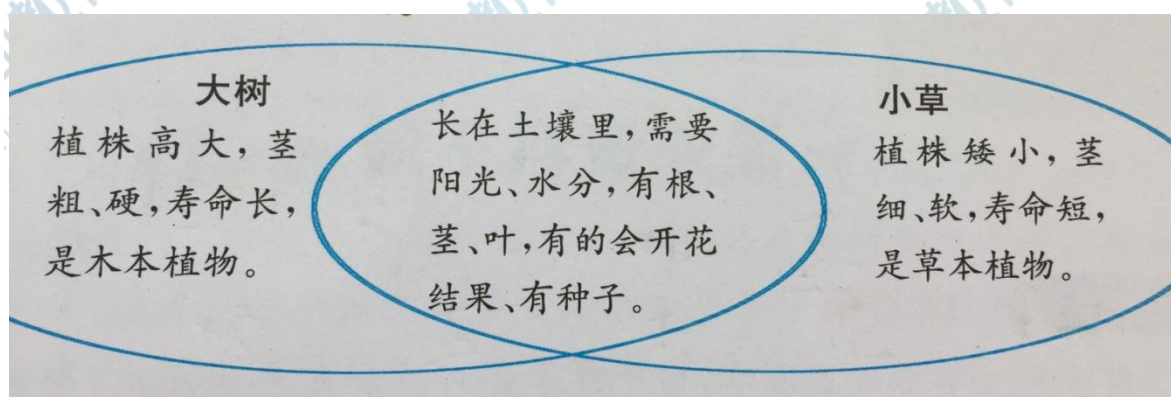 大树
植株高大，茎
粗、硬，寿命长，
是木本植物。
长在土壤里，需要
阳光、水分，有根、
茎、叶，有的会开花
结果、有种子。
小草
植株矮小，茎
细、软，寿命短，
是草本植物。